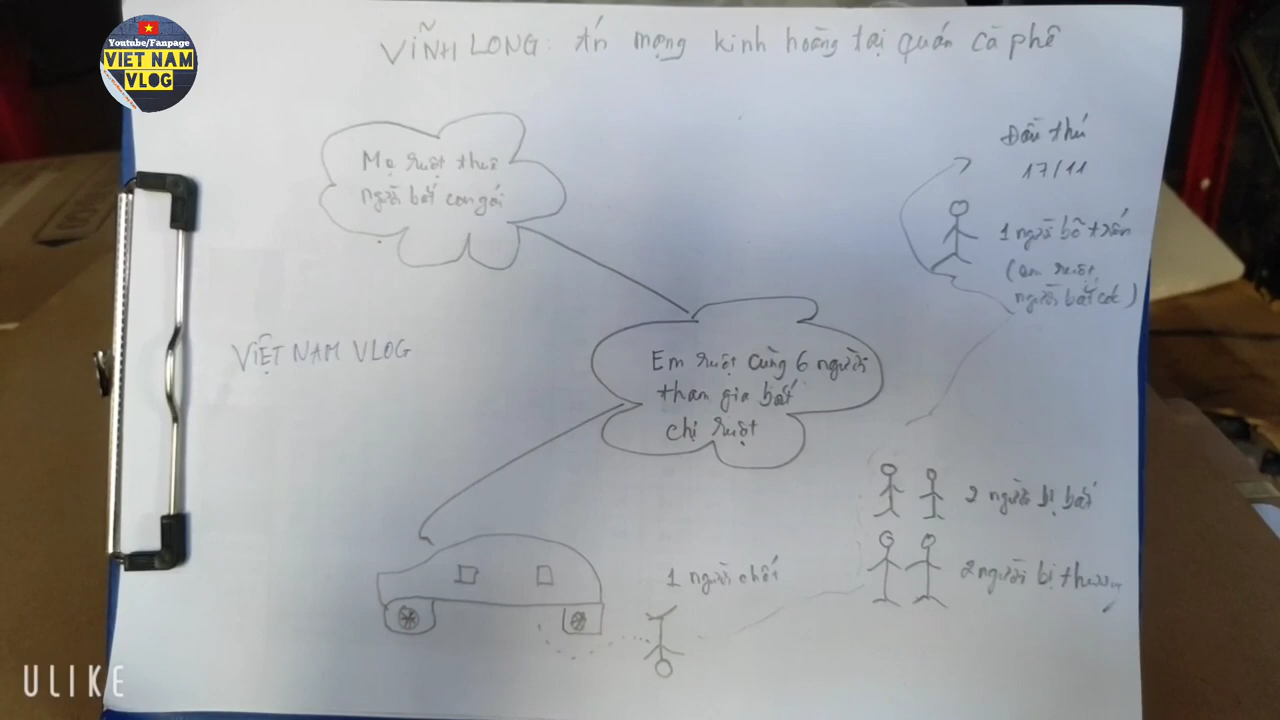 Youtube/Fanpage
VIET NAM
VLOG
VĨNH LONG: Án mạng kinh hoàng tại quán cà phê
Mẹ ruột thuê
người bắt con gái
Đầu thú
17/11
1 người bỏ trốn
(em ruột
người bắt cóc)
VIỆT NAM VLOG
Em ruột cùng 6 người
tham gia bắt
chị ruột
2 người bị bắt
1 người chết
2 người bị thương
ULIKE